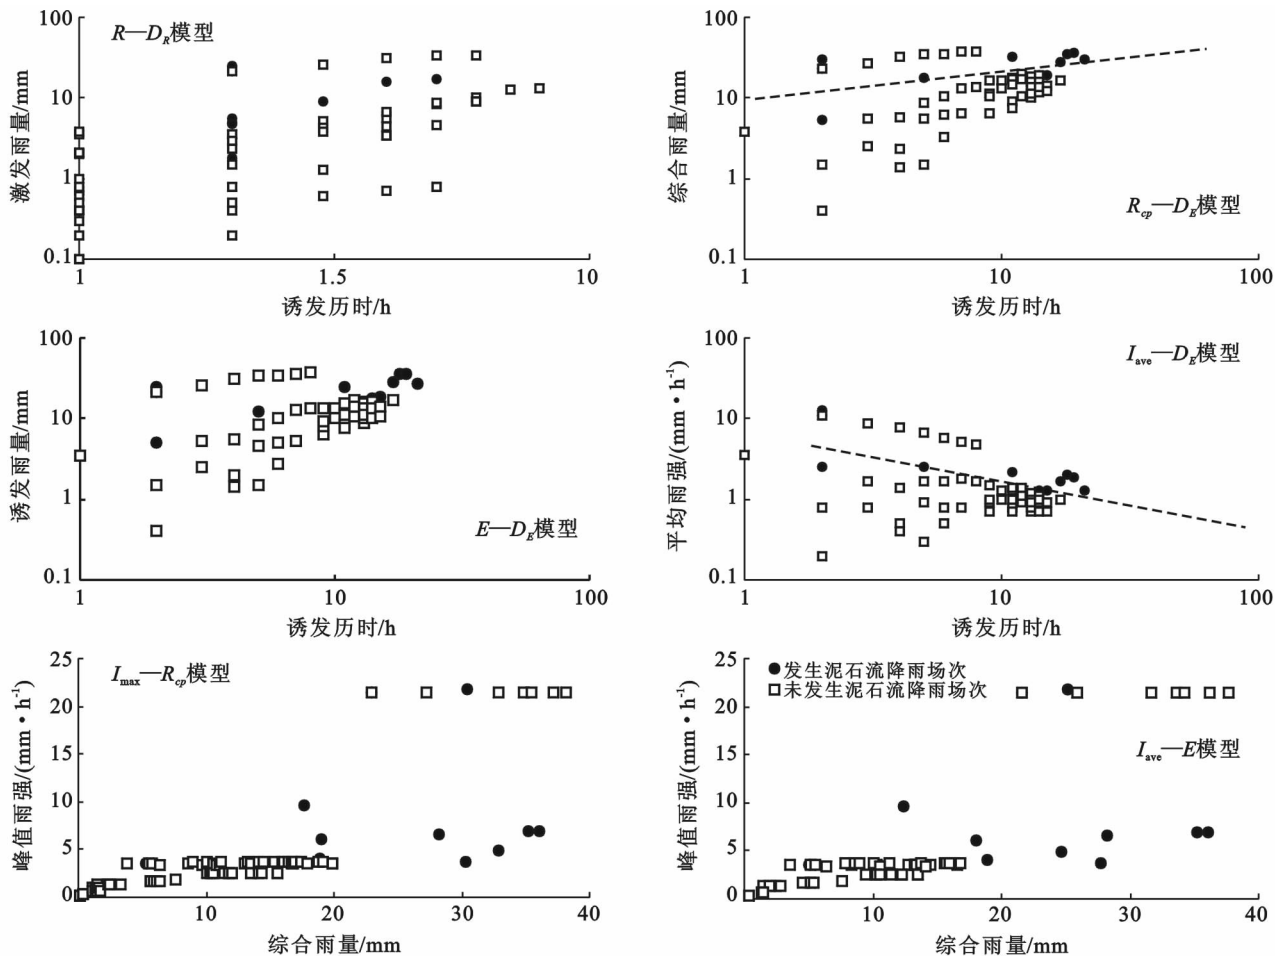 100
R—D_R模型
10
激发雨量/mm
1
0.1
1
1.5
10
诱发历时/h
100
10
综合雨量/mm
1
R_cp—D_E模型
0.1
1
10
100
诱发历时/h
100
10
诱发雨量/mm
1
E—D_E模型
0.1
1
10
100
诱发历时/h
100
I_ave—D_E模型
10
平均雨强/(mm·h⁻¹)
1
0.1
1
10
100
诱发历时/h
25
I_max—R_cp模型
20
15
峰值雨强/(mm·h⁻¹)
10
5
0
10
20
30
40
综合雨量/mm
25
●发生泥石流降雨场次
□未发生泥石流降雨场次
20
15
I_ave—E模型
峰值雨强/(mm·h⁻¹)
10
5
0
10
20
30
40
综合雨量/mm